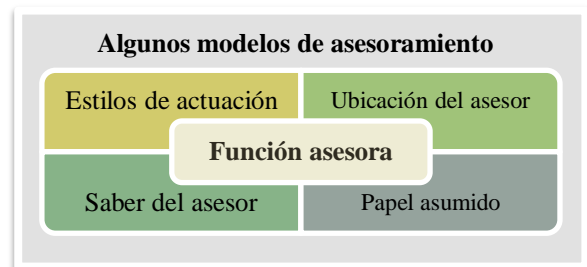 Algunos modelos de asesoramiento
Estilos de actuación
Ubicación del asesor
Función asesora
Saber del asesor
Papel asumido